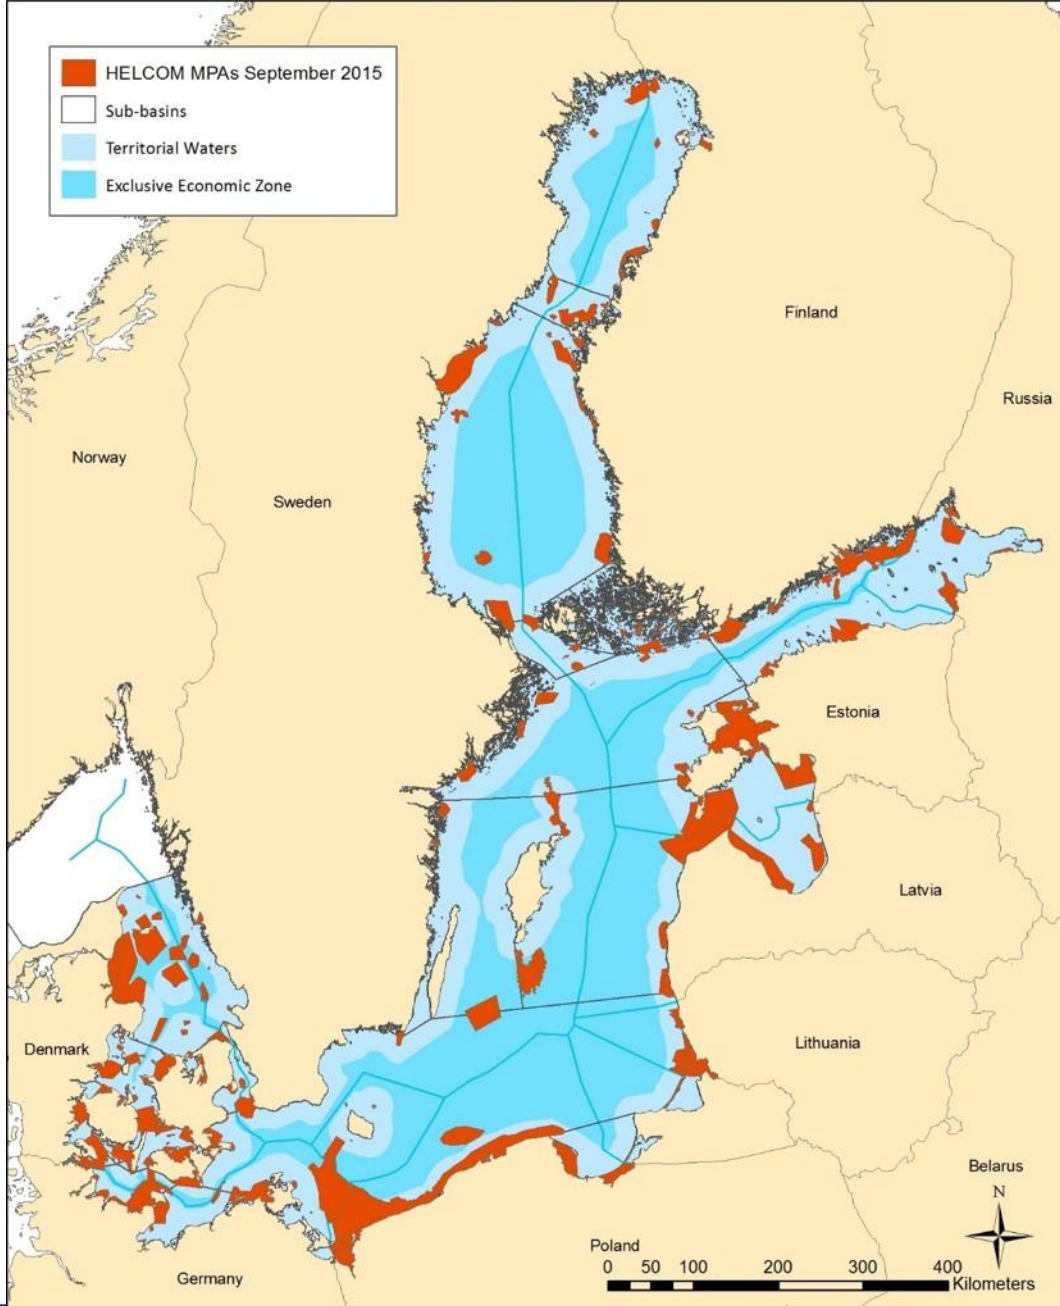 HELCOM MPAs September 2015
Sub-basins
Territorial Waters
Exclusive Economic Zone
Finland
Russia
Norway
Sweden
Estonia
Latvia
Denmark
Lithuania
Belarus
N
Poland
Germany
0 50 100 200 300 400
Kilometers